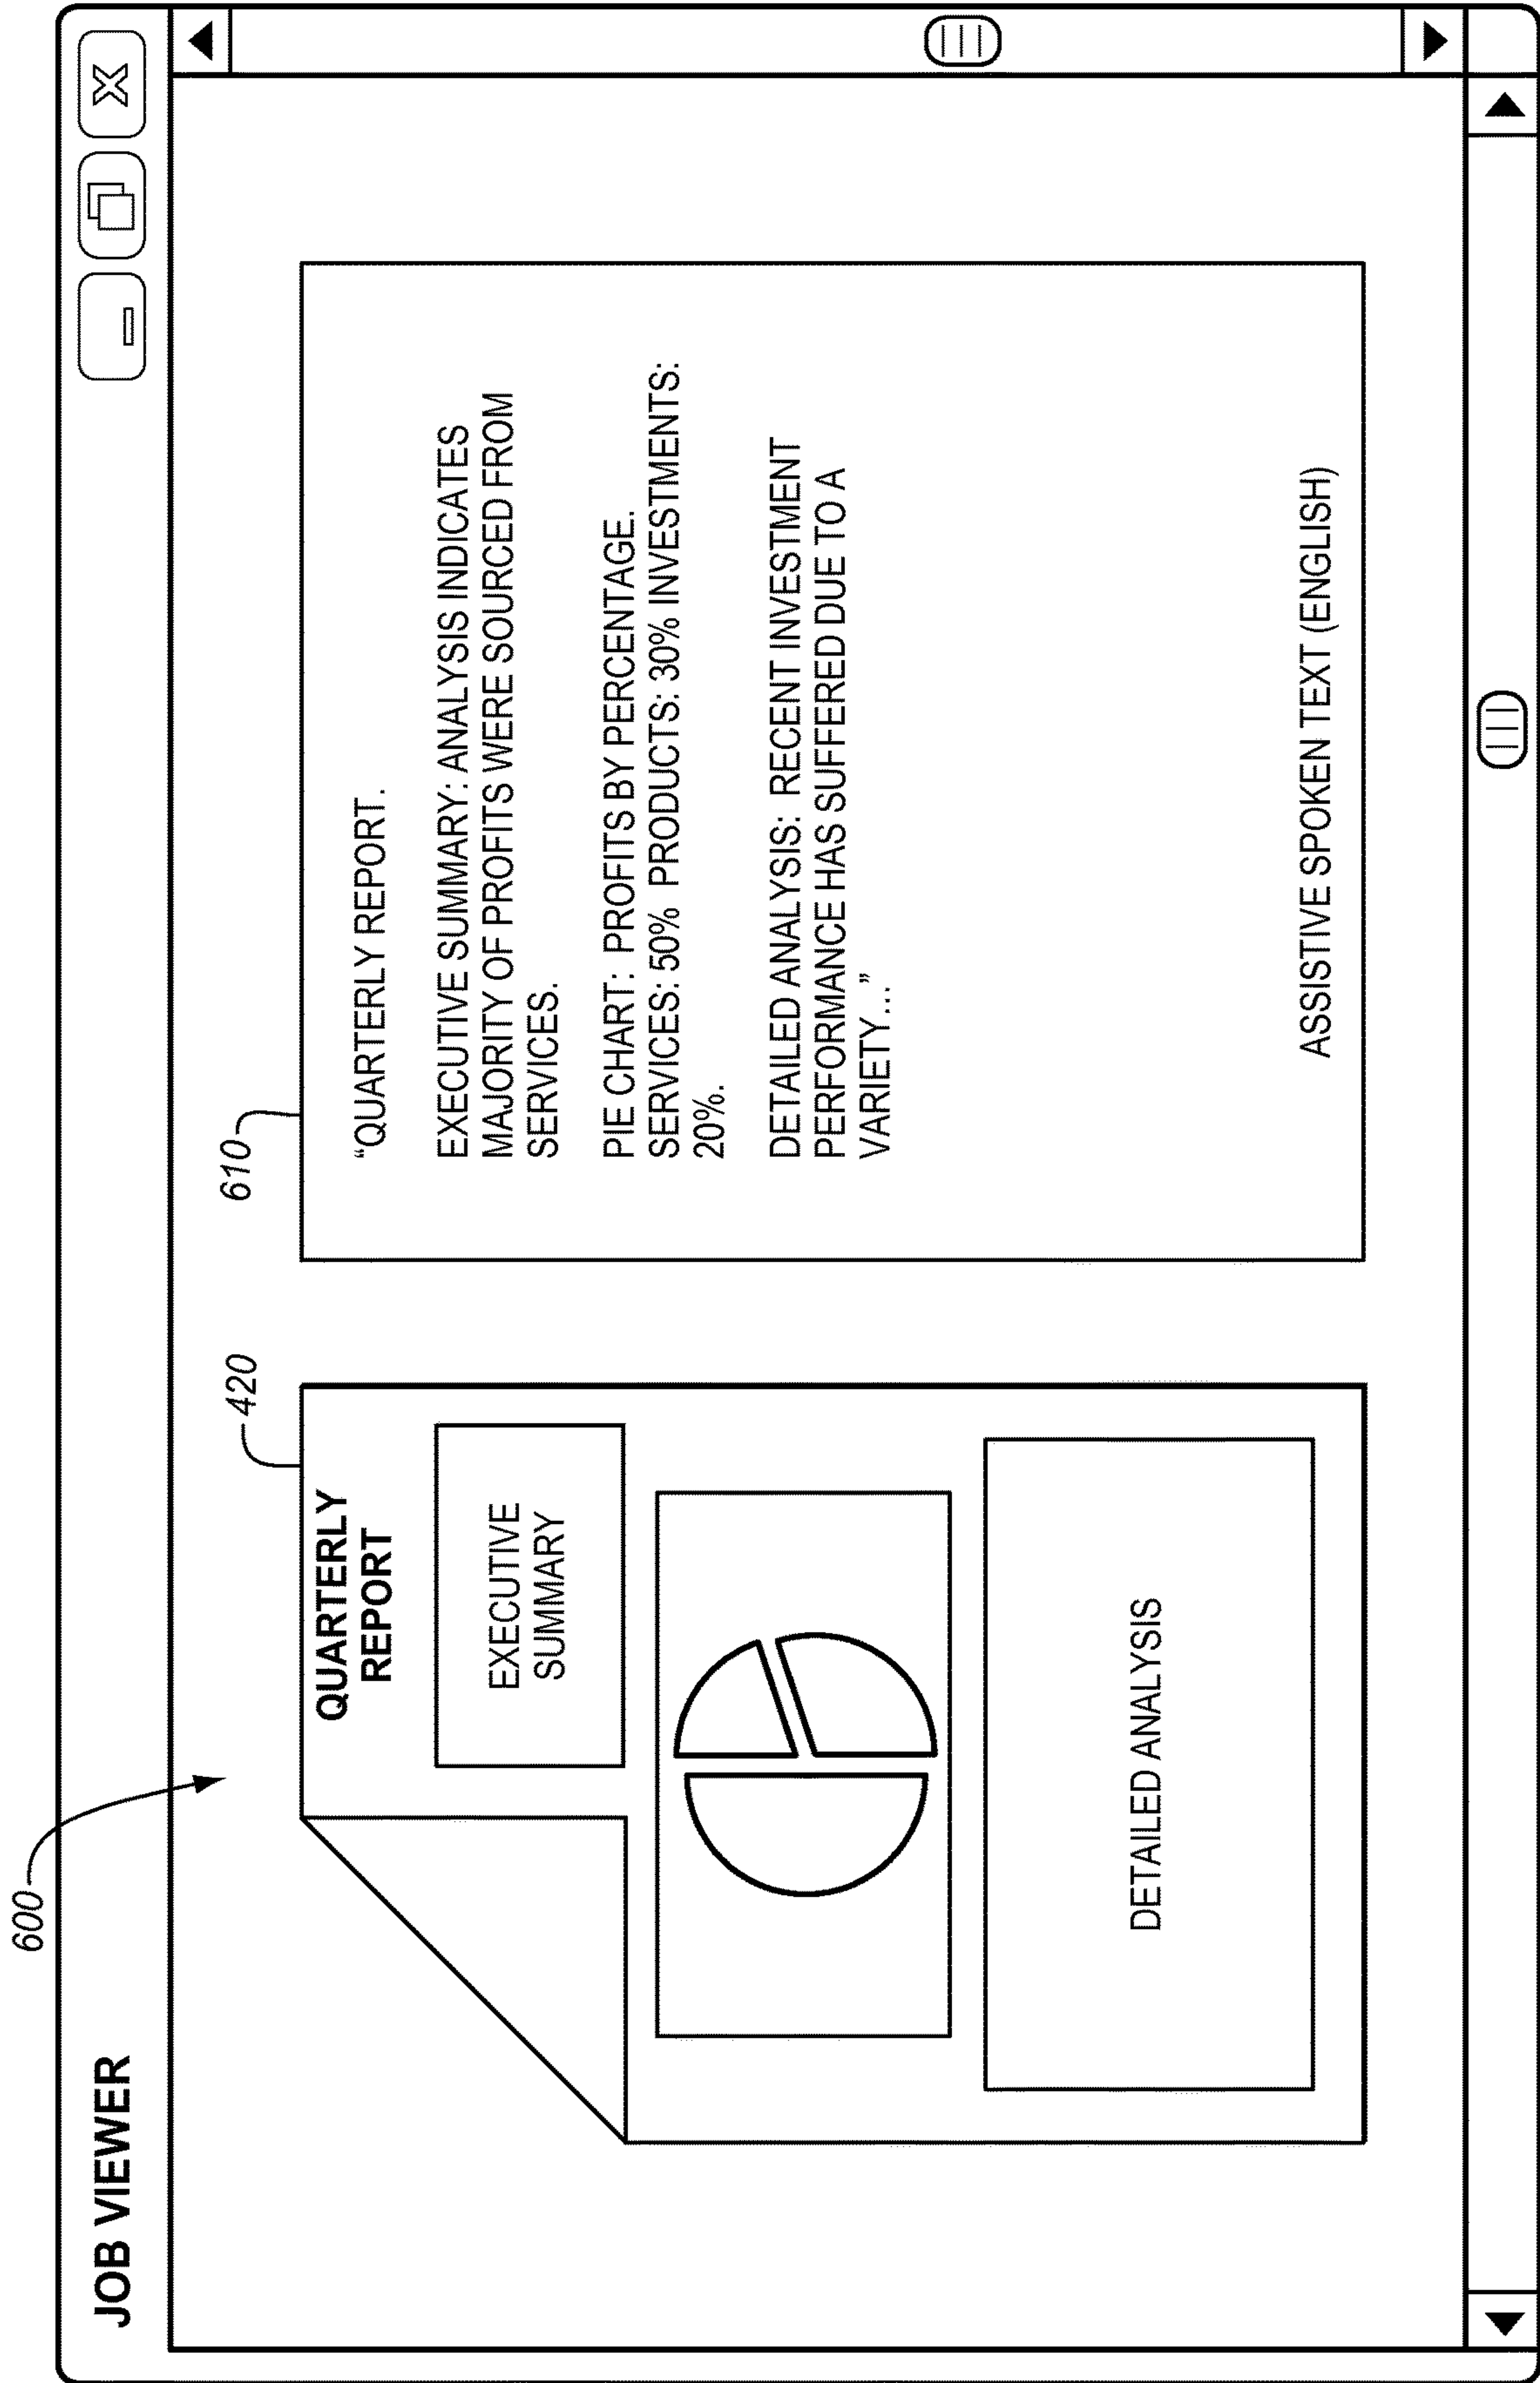 600
JOB VIEWER
X
420
QUARTERLY
REPORT
EXECUTIVE
SUMMARY
DETAILED ANALYSIS
610
“QUARTERLY REPORT.
EXECUTIVE SUMMARY: ANALYSIS INDICATES
MAJORITY OF PROFITS WERE SOURCED FROM
SERVICES.
PIE CHART: PROFITS BY PERCENTAGE.
SERVICES: 50% PRODUCTS: 30% INVESTMENTS:
20%.
DETAILED ANALYSIS: RECENT INVESTMENT
PERFORMANCE HAS SUFFERED DUE TO A
VARIETY...”
ASSISTIVE SPOKEN TEXT (ENGLISH)